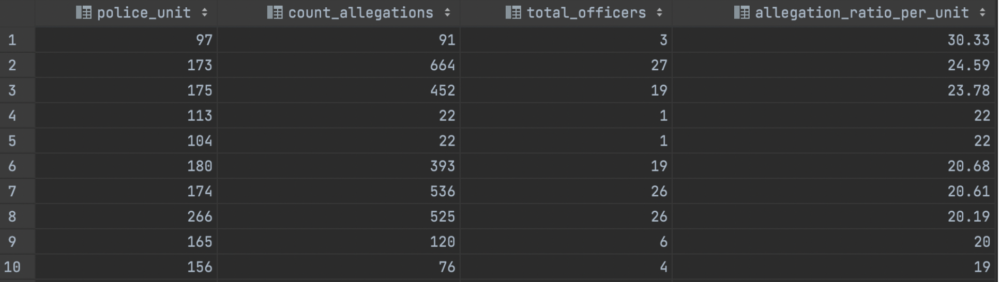 police_unit count_allegations total_officers allegation_ratio_per_unit
1 97 91 3 30.33
2 173 664 27 24.59
3 175 452 19 23.78
4 113 22 1 22
5 104 22 1 22
6 180 393 19 20.68
7 174 536 26 20.61
8 266 525 26 20.19
9 165 120 6 20
10 156 76 4 19